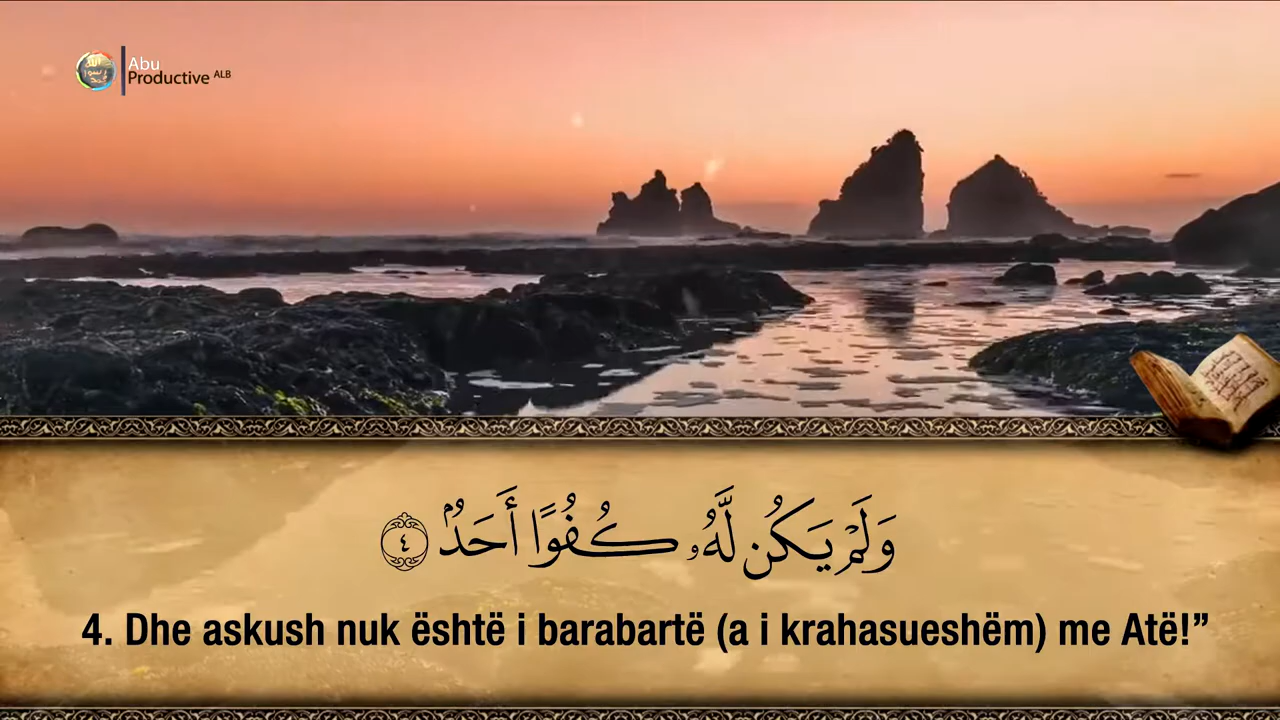 Abu
Productive ALB
وَلَمْ يَكُن لَّهُۥ كُفُوًا أَحَدٌۢ ٤
4. Dhe askush nuk është i barabartë (a i krahasueshëm) me Atë!”